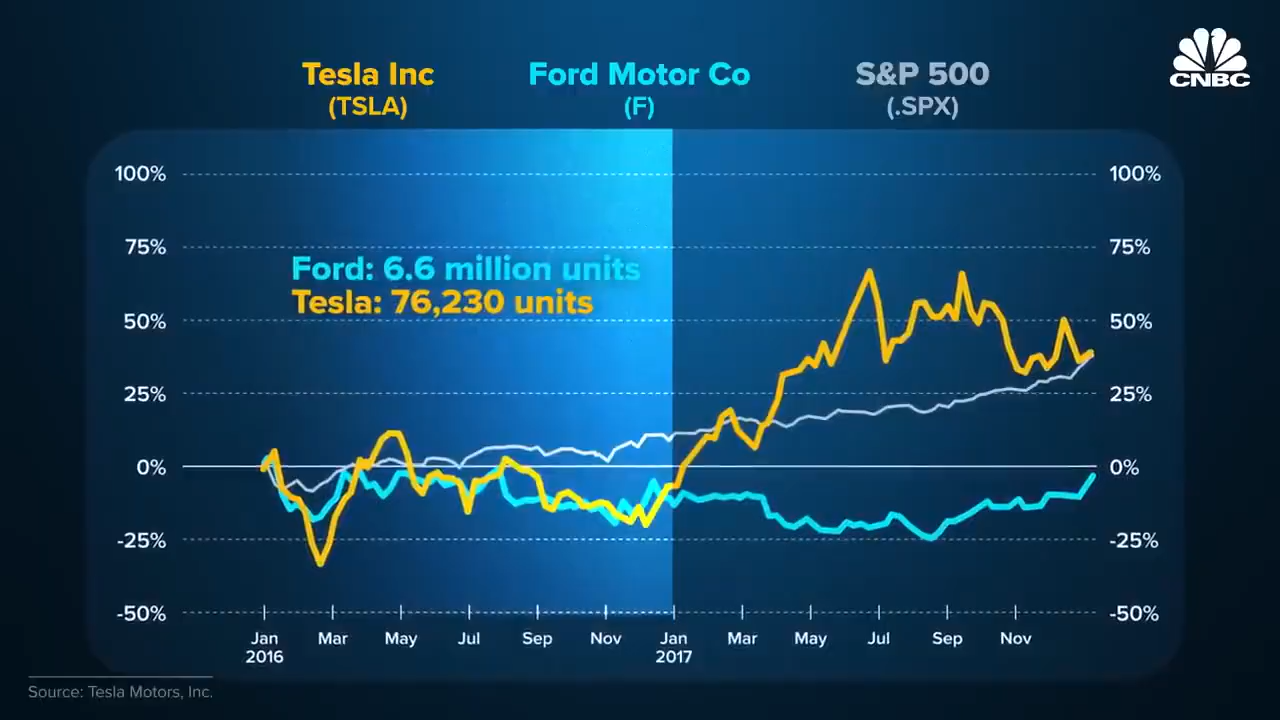 CNBC
Tesla Inc Ford Motor Co S&P 500
(TSLA) (F) (.SPX)
100% 100%
75% 75%
Ford: 6.6 million units
Tesla: 76,230 units
50% 50%
25% 25%
0% 0%
-25% -25%
-50% -50%
Jan Mar May Jul Sep Nov Jan Mar May Jul Sep Nov
2016 2017
Source: Tesla Motors, Inc.